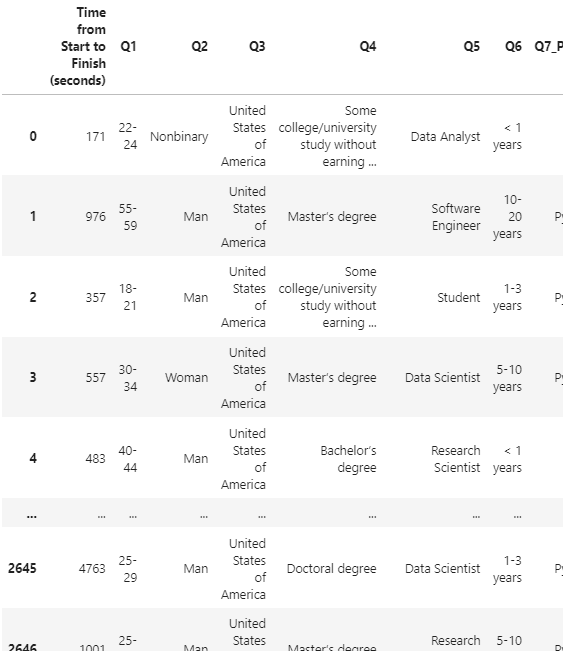 Time
from
Start to Q1 Q2 Q3 Q4 Q5 Q6 Q7_P
Finish
(seconds)
United Some
0 171 22- Nonbinary States college/university Data Analyst < 1
24 of study without years
America earning ...
United
1 976 55- Man States Master's degree Software 10-
59 of Engineer 20
America years
United Some
2 357 18- Man States college/university Student 1-3
21 of study without years
America earning ...
United
3 557 30- Woman States Master's degree Data Scientist 5-10
34 of years
America
United
4 483 40- Man States Bachelor's Research < 1
44 of degree Scientist years
America
... ... ... ... ... ... ... ...
United
2645 4763 25- Man States Doctoral degree Data Scientist 1-3
29 of years
America
United
2646 1001 25- Man States Master's degree Research 5-10